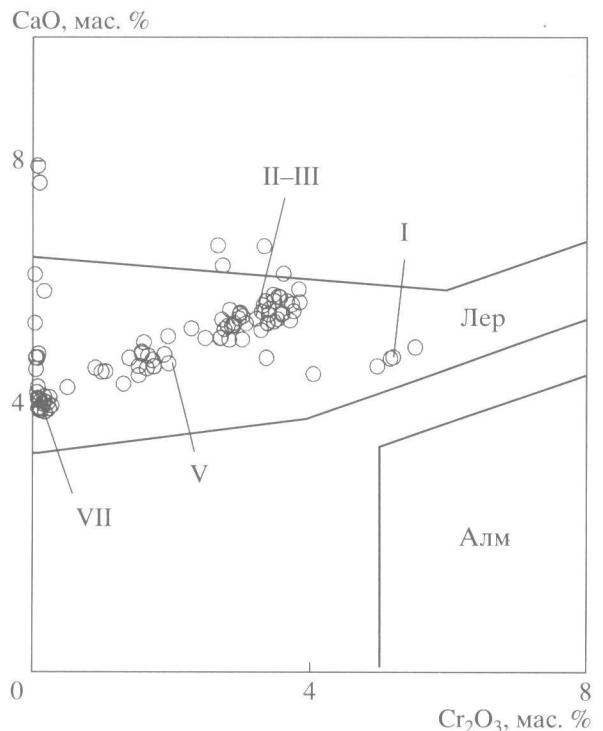 CaO, мас. %
8
II–III
I
Лер
4
V
VII
Алм
0
4
8
Cr₂O₃, мас. %